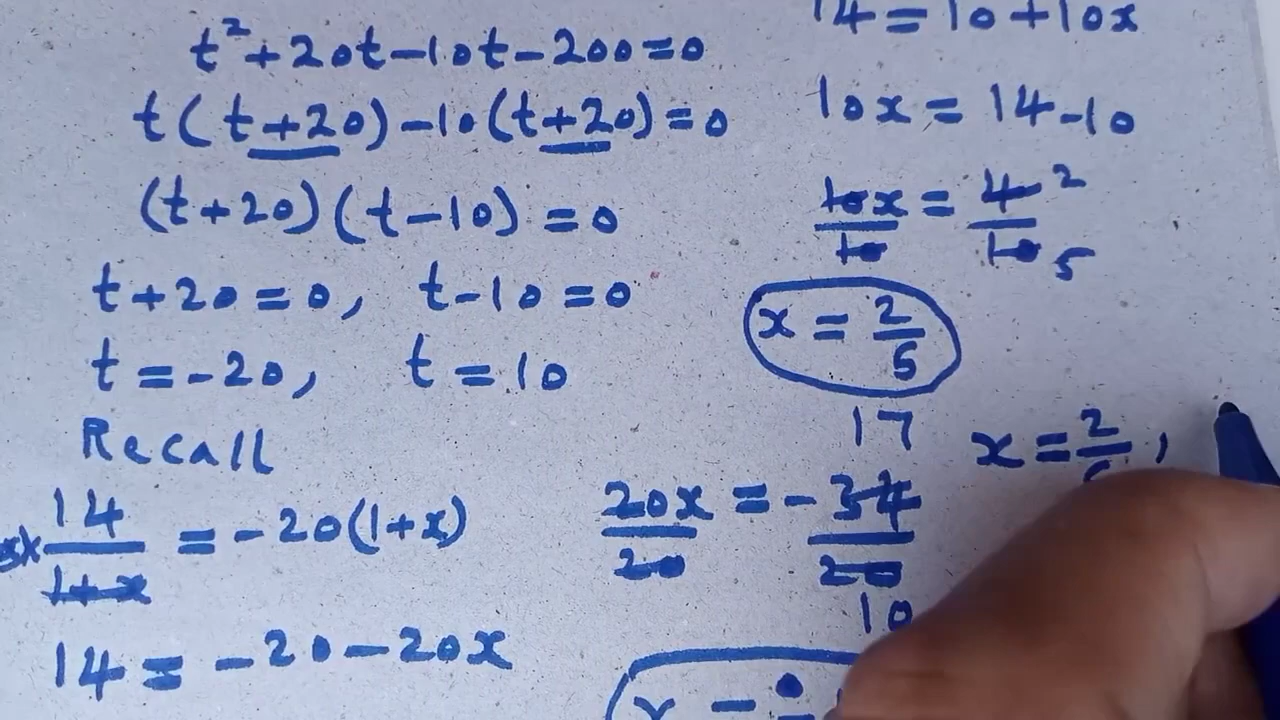 t² + 20t - 10t - 200 = 0
t(t+20) - 10(t+20) = 0
(t+20)(t-10) = 0
t+20=0, t-10=0
t=-20, t=10
Recall
14/1+x = -20(1+x)
14 = -20-20x
14=10+10x
10x = 14-10
10x/10 = 4/10 2 5
x = 2/5
17
20x/20 = -34/20
10
x = 2/5 ,
x =